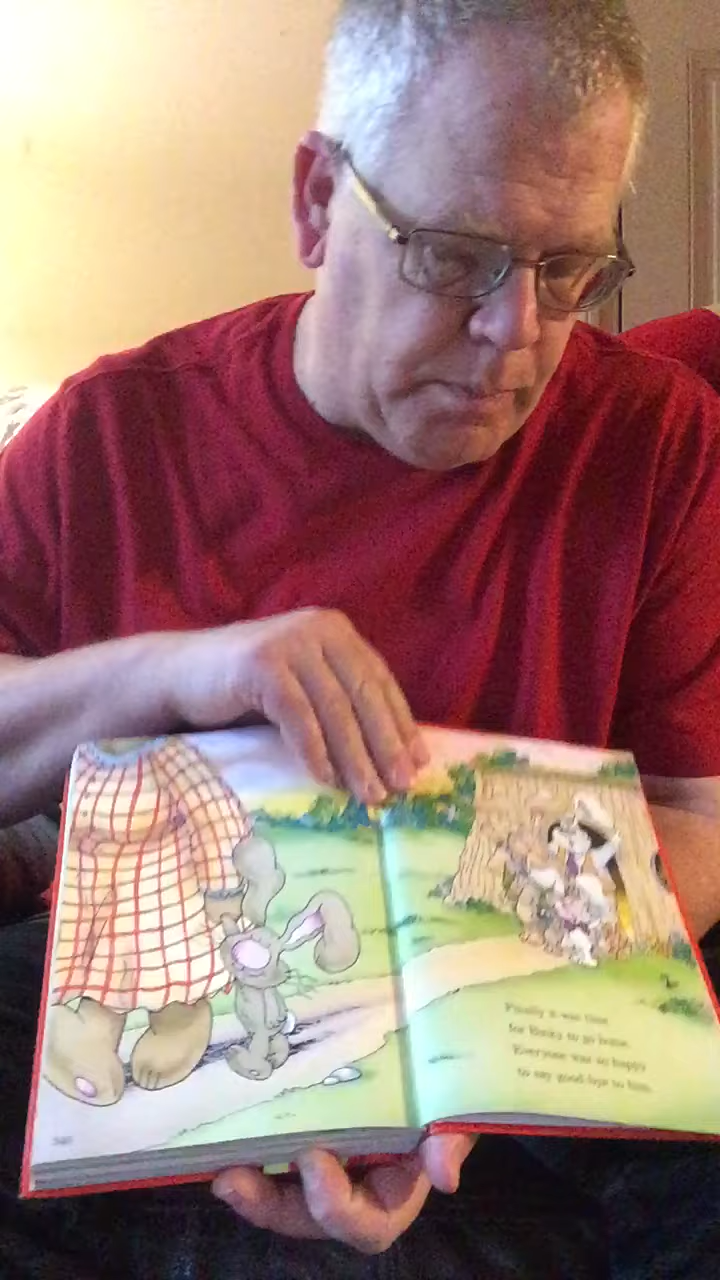 Finally it was time
for Binky to go home.
Everyone was so happy
to say good-bye to him.